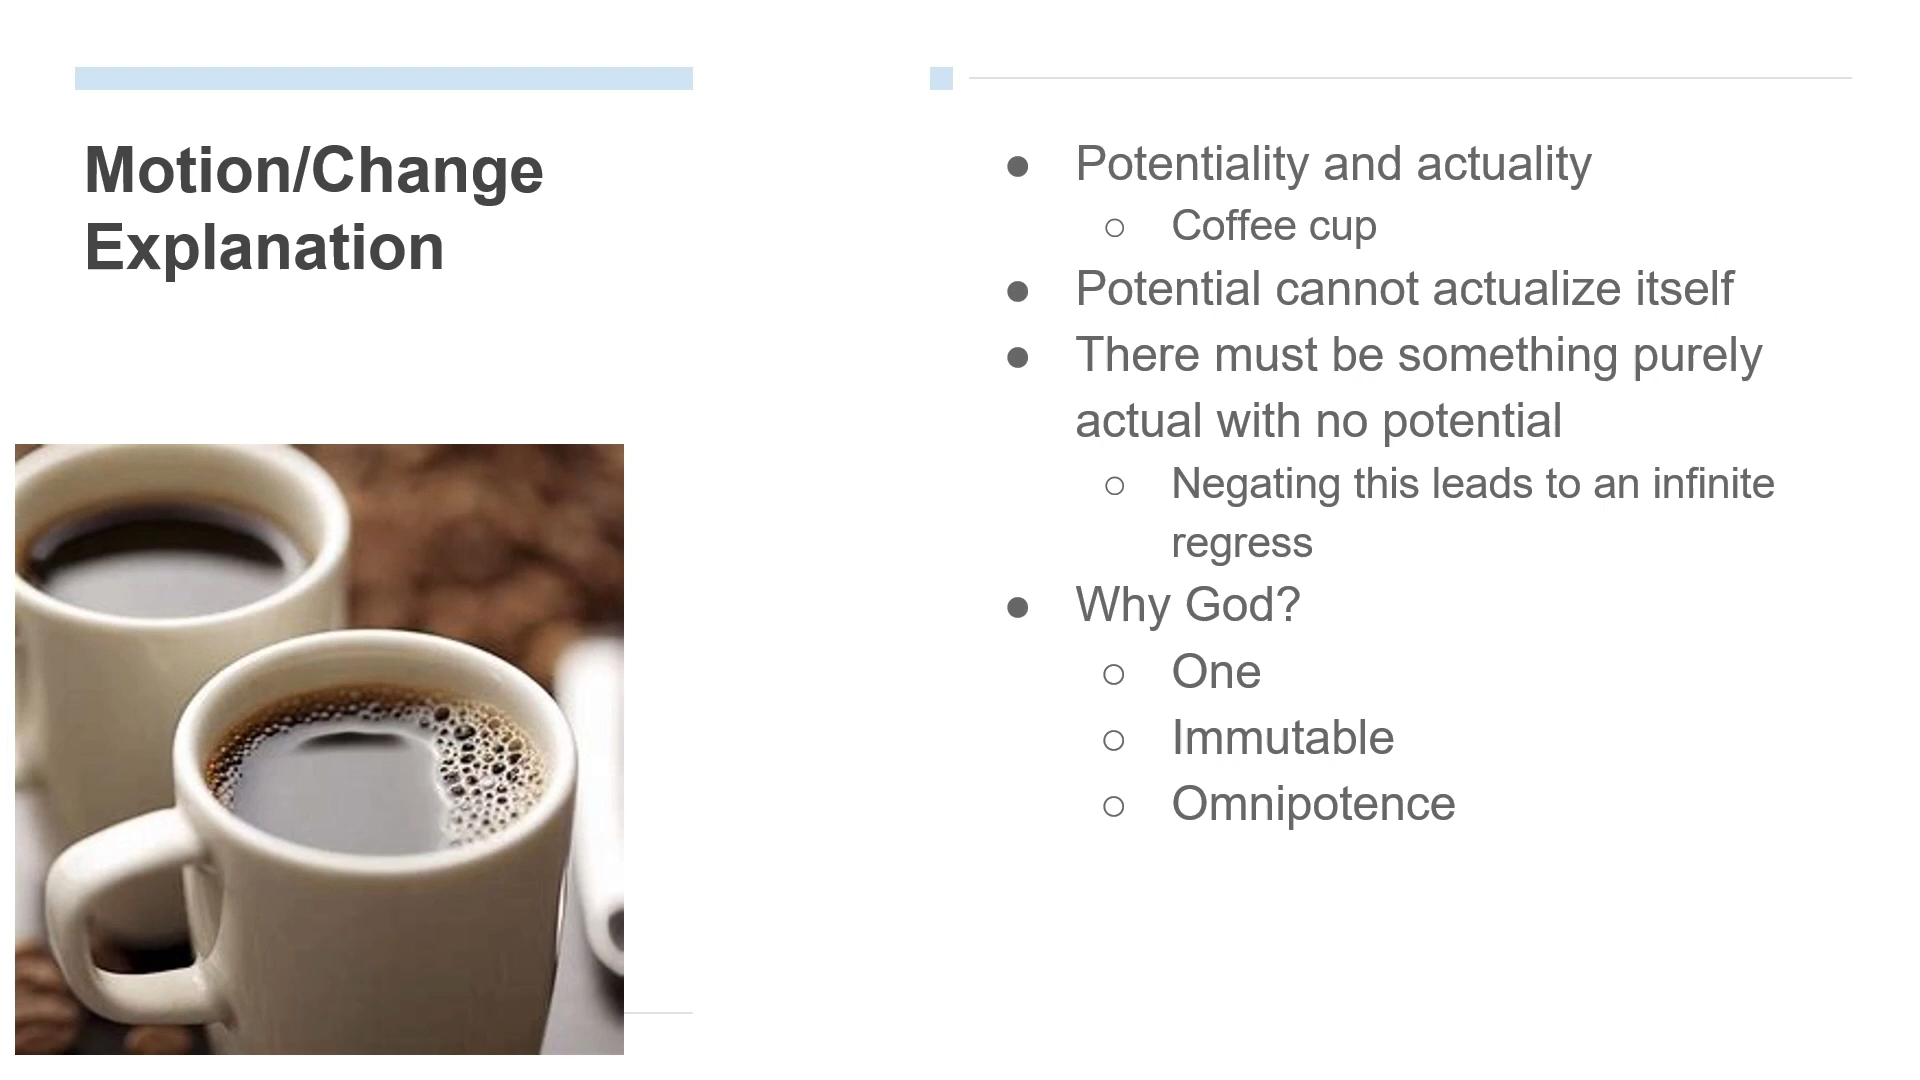 Motion/Change
Explanation
● Potentiality and actuality
○ Coffee cup
● Potential cannot actualize itself
● There must be something purely
actual with no potential
○ Negating this leads to an infinite
regress
● Why God?
○ One
○ Immutable
○ Omnipotence